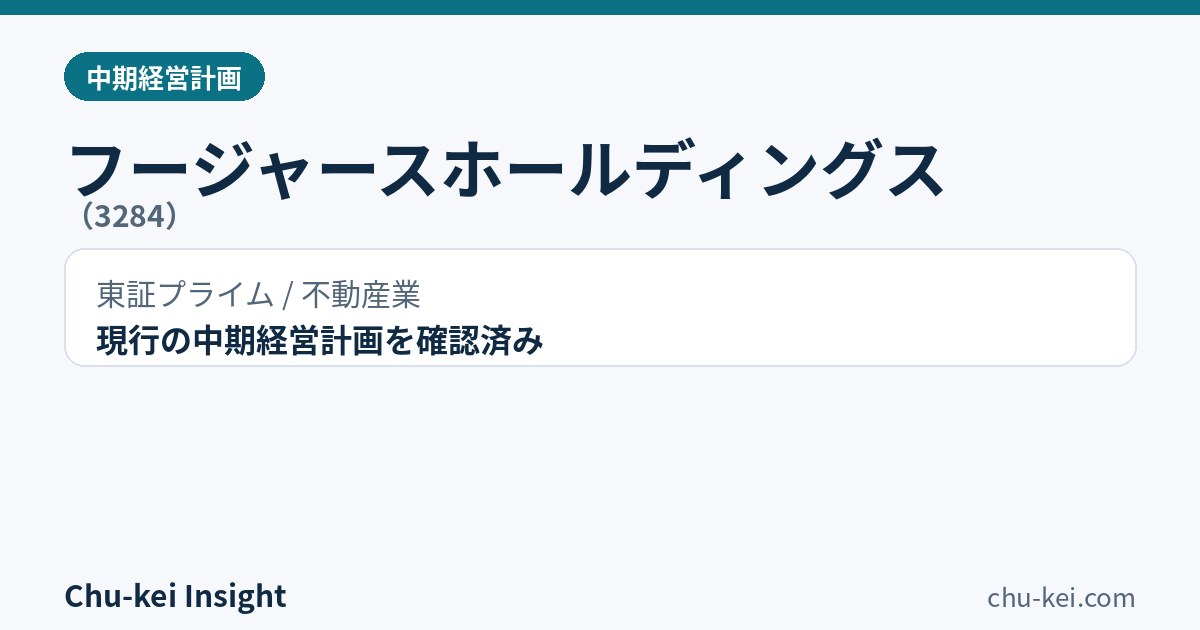 中期経営計画
フージャースホールディングス
（3284）
東証プライム / 不動産業
現行の中期経営計画を確認済み
Chu-kei Insight
chu-kei.com